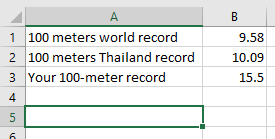 A B
1 100 meters world record 9.58
2 100 meters Thailand record 10.09
3 Your 100-meter record 15.5
4
5